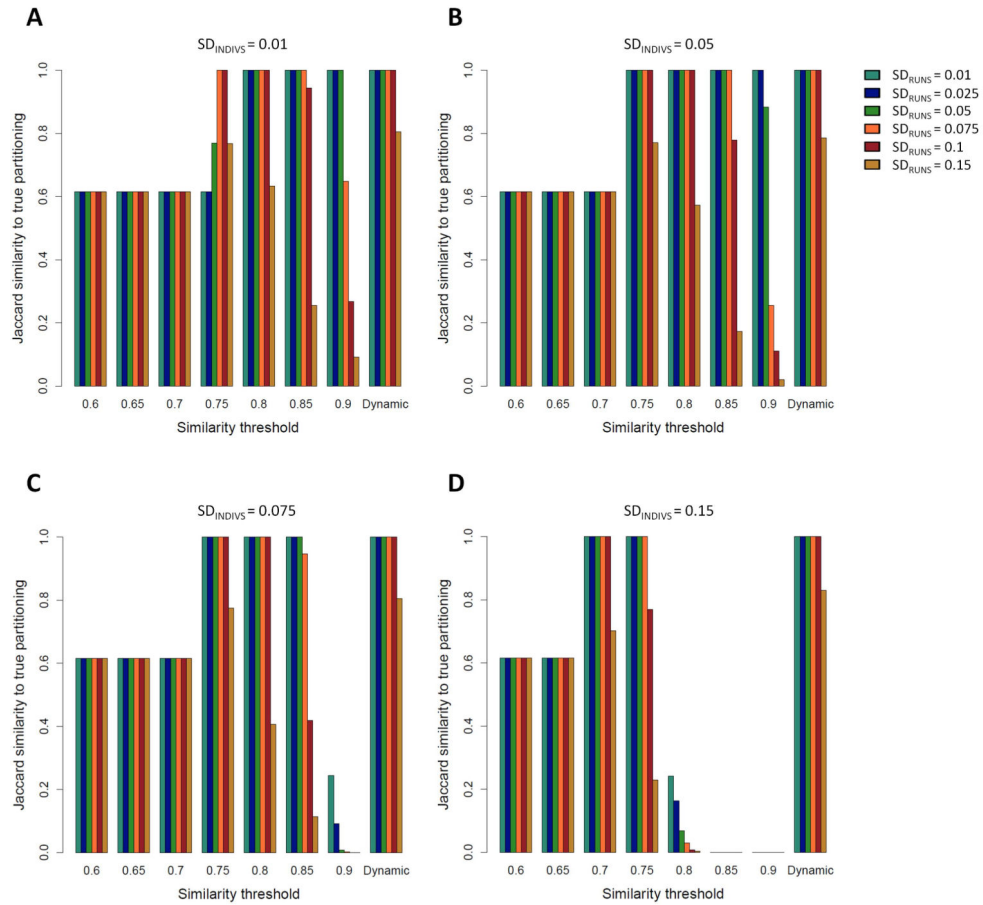 A
SD_INDIVS = 0.01
Jaccard similarity to true partitioning
1.0
0.8
0.6
0.4
0.2
0.0
0.6 0.65 0.7 0.75 0.8 0.85 0.9 Dynamic
Similarity threshold
B
SD_INDIVS = 0.05
Jaccard similarity to true partitioning
1.0
0.8
0.6
0.4
0.2
0.0
0.6 0.65 0.7 0.75 0.8 0.85 0.9 Dynamic
Similarity threshold
SD_RUNS = 0.01
SD_RUNS = 0.025
SD_RUNS = 0.05
SD_RUNS = 0.075
SD_RUNS = 0.1
SD_RUNS = 0.15
C
SD_INDIVS = 0.075
Jaccard similarity to true partitioning
1.0
0.8
0.6
0.4
0.2
0.0
0.6 0.65 0.7 0.75 0.8 0.85 0.9 Dynamic
Similarity threshold
D
SD_INDIVS = 0.15
Jaccard similarity to true partitioning
1.0
0.8
0.6
0.4
0.2
0.0
0.6 0.65 0.7 0.75 0.8 0.85 0.9 Dynamic
Similarity threshold